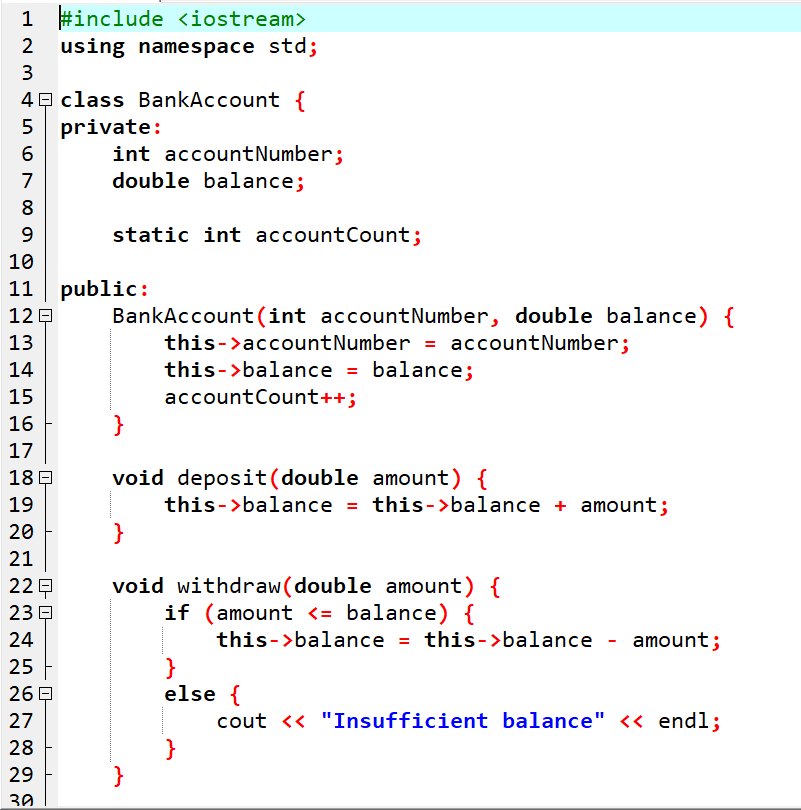 1 #include <iostream>
2 using namespace std;
3
4 class BankAccount {
5 private:
6     int accountNumber;
7     double balance;
8
9     static int accountCount;
10
11 public:
12     BankAccount(int accountNumber, double balance) {
13         this->accountNumber = accountNumber;
14         this->balance = balance;
15         accountCount++;
16     }
17
18     void deposit(double amount) {
19         this->balance = this->balance + amount;
20     }
21
22     void withdraw(double amount) {
23         if (amount <= balance) {
24             this->balance = this->balance - amount;
25         }
26         else {
27             cout << "Insufficient balance" << endl;
28         }
29     }
30